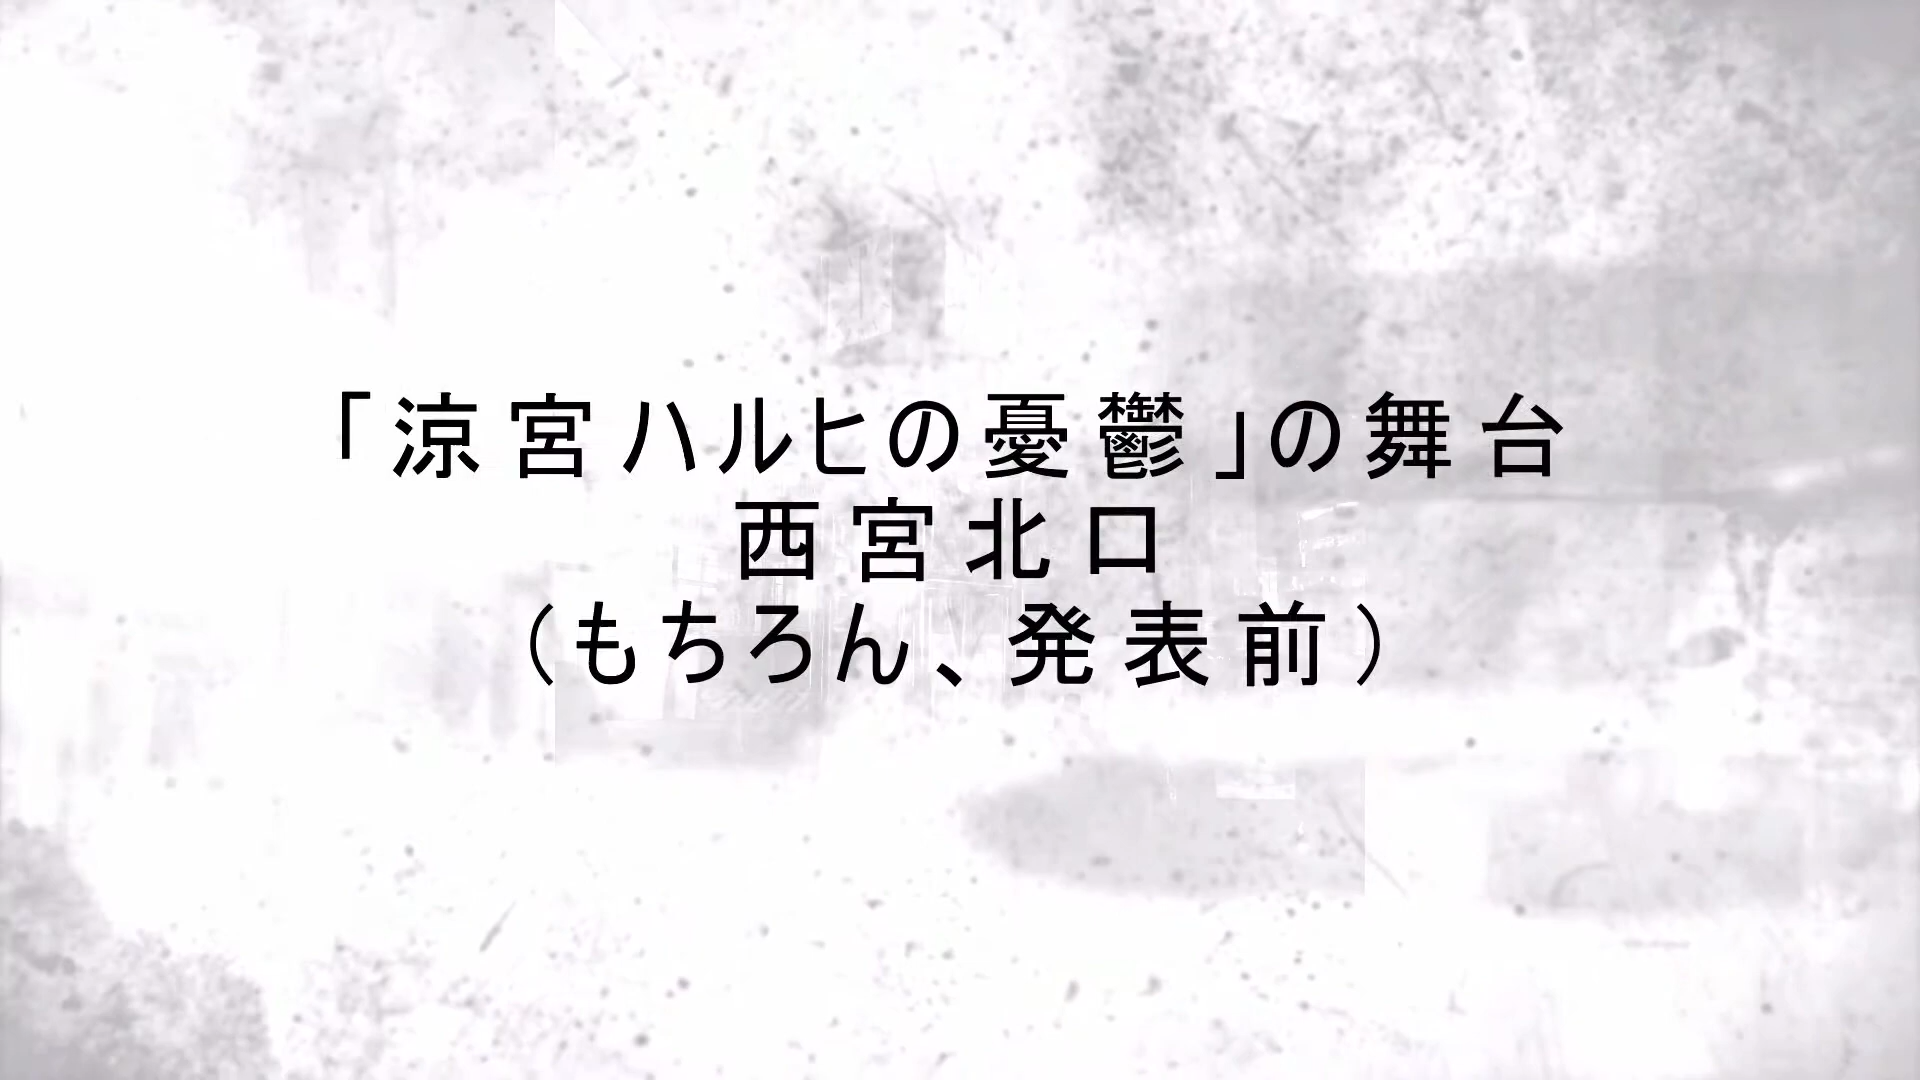 「涼宮ハルヒの憂鬱」の舞台
西宮北口
（もちろん、発表前）